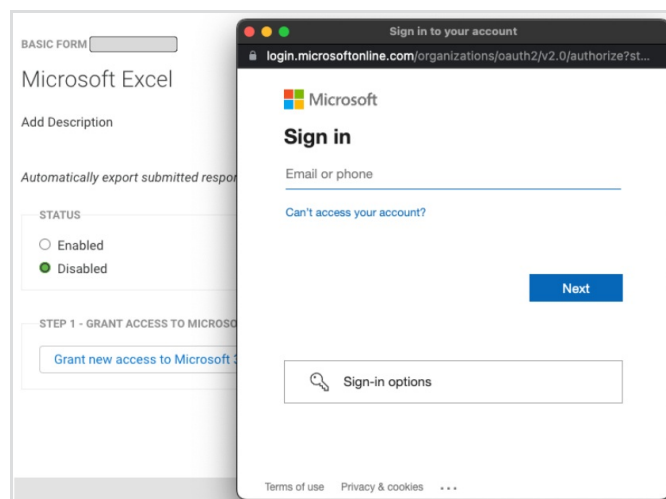 BASIC FORM
Microsoft Excel
Add Description
Automatically export submitted
STATUS
Enabled
Disabled
STEP 1 - GRANT ACCESS TO
Grant new access to Microsoft
Sign in to your account
login.microsoftonline.com/organizations/oauth2/v2.0/authorize?st...
Microsoft
Sign in
Email or phone
Can't access your account?
Next
Sign-in options
Terms of use Privacy & cookies ...